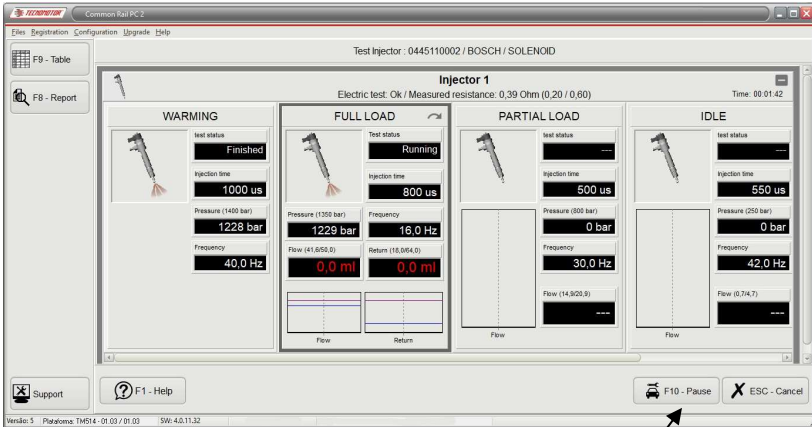 TECNOMOTOR Common Rail PC 2
Files Registration Configuration Upgrade Help
F9 - Table
F8 - Report
Test Injector : 0445110002 / BOSCH / SOLENOID
Injector 1
Electric test: Ok / Measured resistance: 0,39 Ohm (0,20 / 0,60)
Time: 00:01:42
WARMING
test status
Finished
Injection time
1000 us
Pressure (1400 bar)
1228 bar
Frequency
40,0 Hz
FULL LOAD
Test status
Running
Injection time
800 us
Pressure (1350 bar)
1229 bar
Frequency
16,0 Hz
Flow (41,6/50,0)
0,0 ml
Return (18,0/64,0)
0,0 ml
Flow
Return
PARTIAL LOAD
test status
---
Injection time
500 us
Pressure (800 bar)
0 bar
Frequency
30,0 Hz
Flow (14,9/20,9)
---
Flow
IDLE
test status
---
Injection time
550 us
Pressure (250 bar)
0 bar
Frequency
42,0 Hz
Flow (0,7/4,7)
---
Flow
Support
F1 - Help
F10 - Pause
ESC - Cancel
Versão: 5 Plataforma: TM514 - 01.03 / 01.03 SW: 4.0.11.32